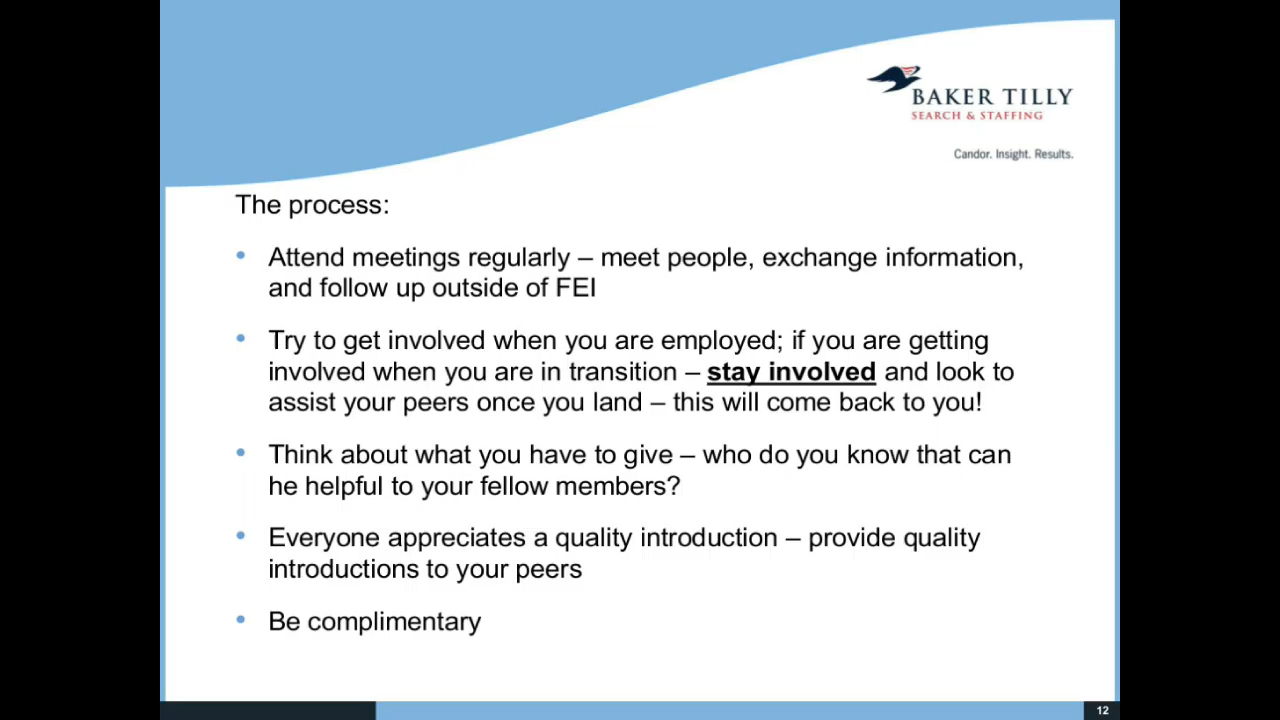 BAKER TILLY
SEARCH & STAFFING
Candor. Insight. Results.
The process:
• Attend meetings regularly – meet people, exchange information,
and follow up outside of FEI
• Try to get involved when you are employed; if you are getting
involved when you are in transition – stay involved and look to
assist your peers once you land – this will come back to you!
• Think about what you have to give – who do you know that can
he helpful to your fellow members?
• Everyone appreciates a quality introduction – provide quality
introductions to your peers
• Be complimentary
12